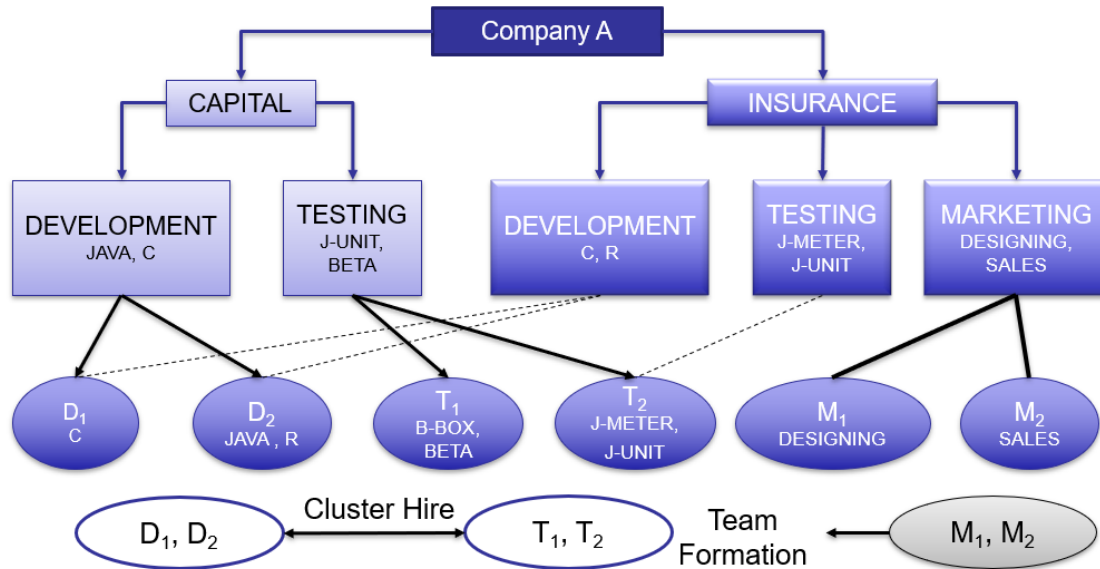 Company A
CAPITAL
INSURANCE
DEVELOPMENT
JAVA, C
TESTING
J-UNIT,
BETA
DEVELOPMENT
C, R
TESTING
J-METER,
J-UNIT
MARKETING
DESIGNING,
SALES
D₁
C
D₂
JAVA , R
T₁
B-BOX,
BETA
T₂
J-METER,
J-UNIT
M₁
DESIGNING
M₂
SALES
D₁, D₂
Cluster Hire
T₁, T₂
Team
Formation
M₁, M₂